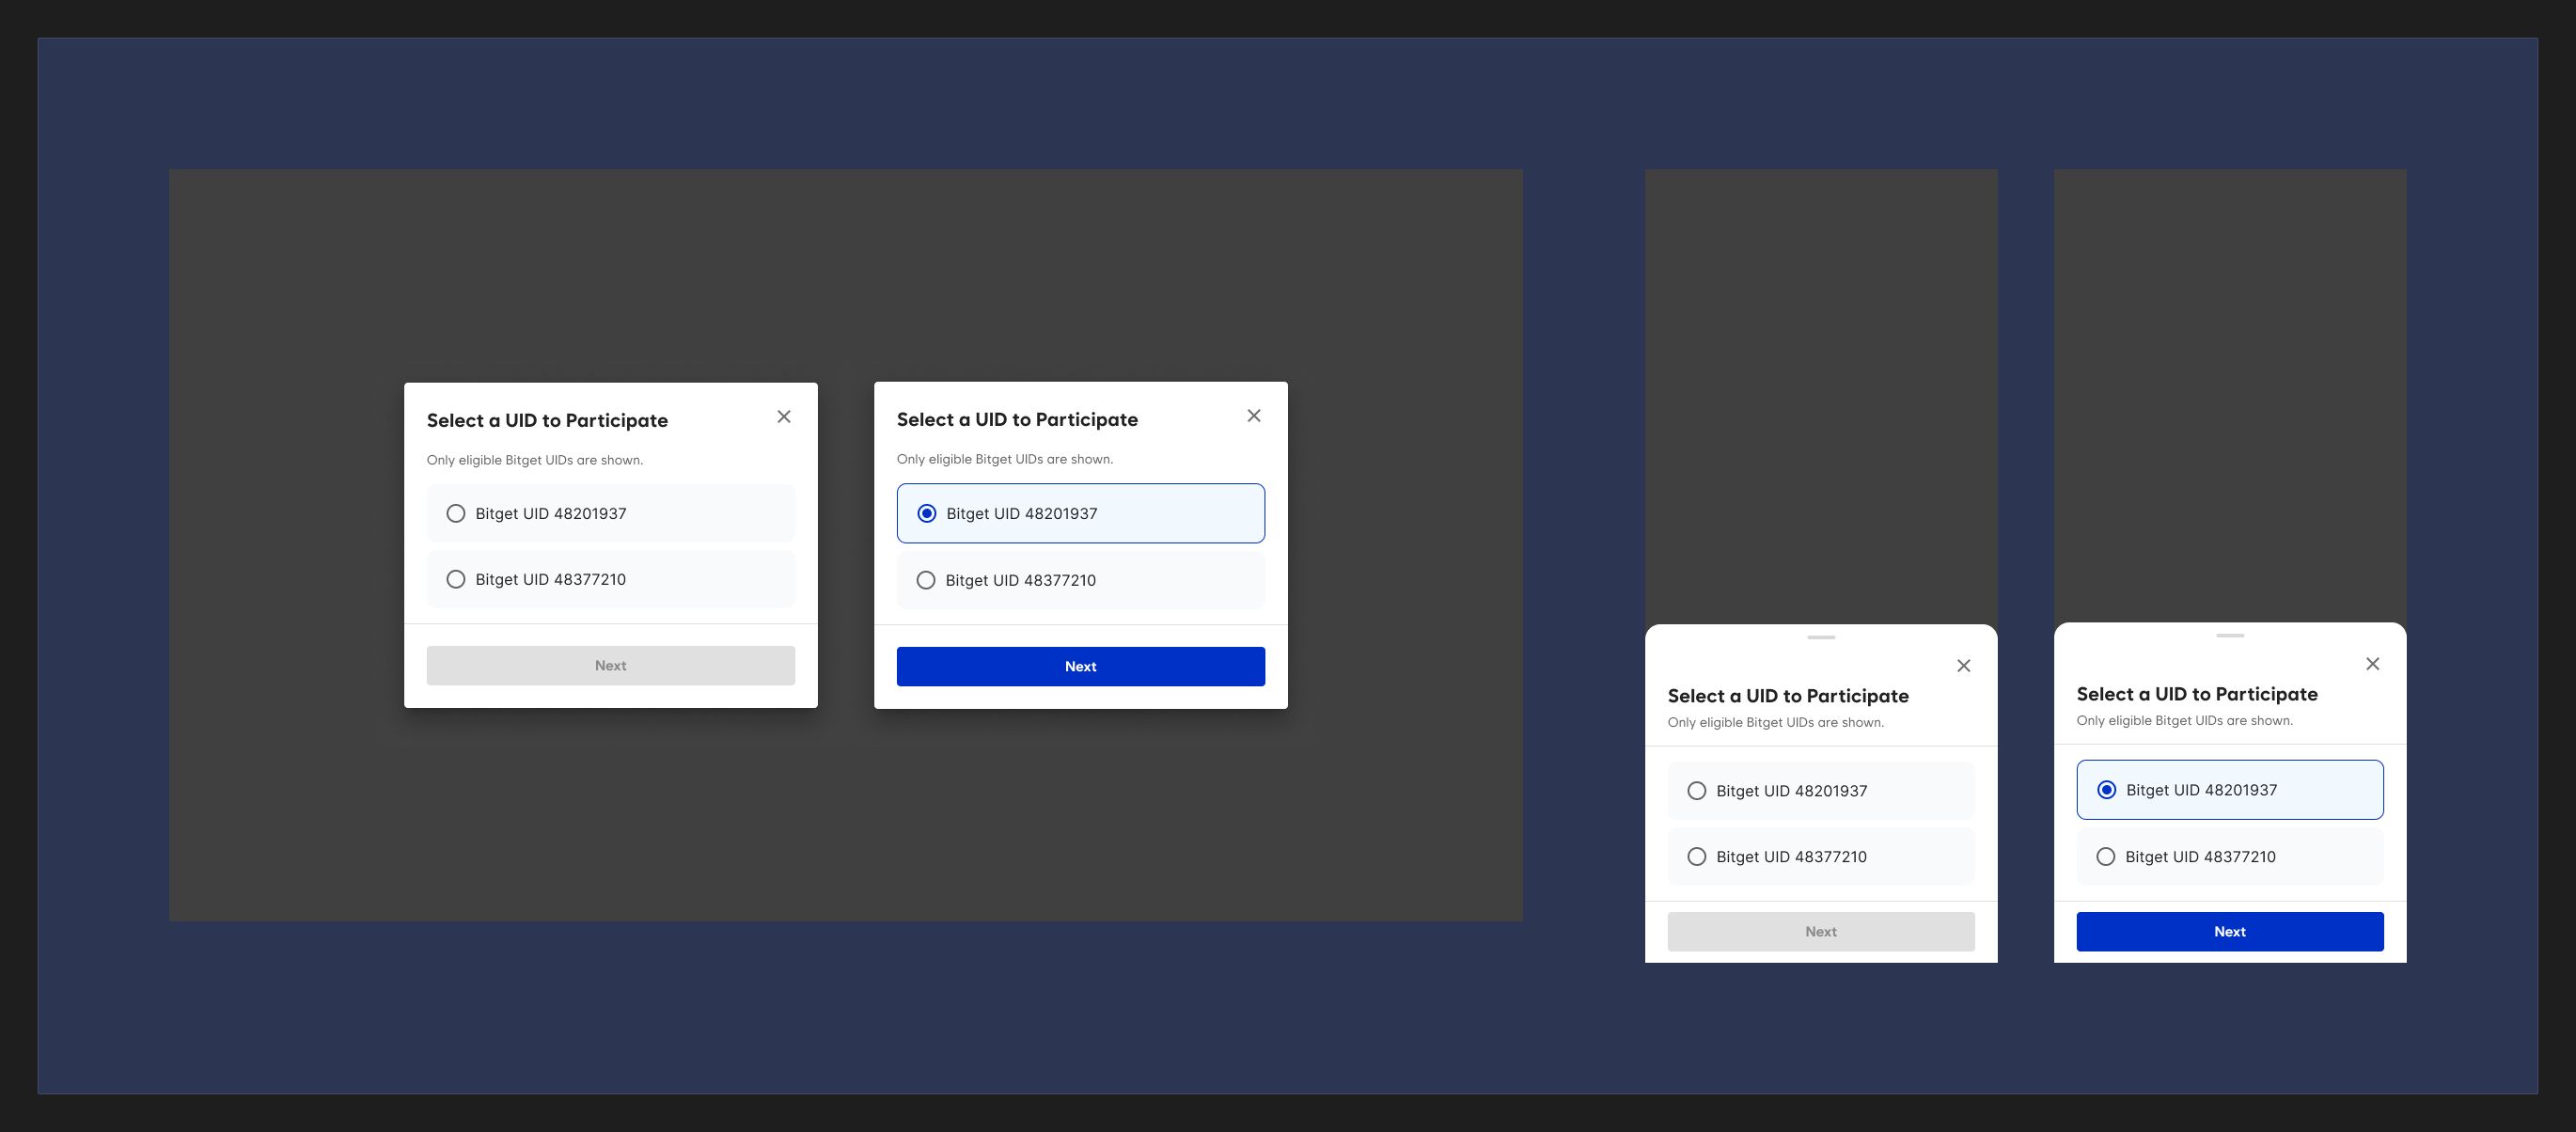 Select a UID to Participate
Only eligible Bitget UIDs are shown.
Bitget UID 48201937
Bitget UID 48377210
Next
Select a UID to Participate
Only eligible Bitget UIDs are shown.
Bitget UID 48201937
Bitget UID 48377210
Next
Select a UID to Participate
Only eligible Bitget UIDs are shown.
Bitget UID 48201937
Bitget UID 48377210
Next
Select a UID to Participate
Only eligible Bitget UIDs are shown.
Bitget UID 48201937
Bitget UID 48377210
Next